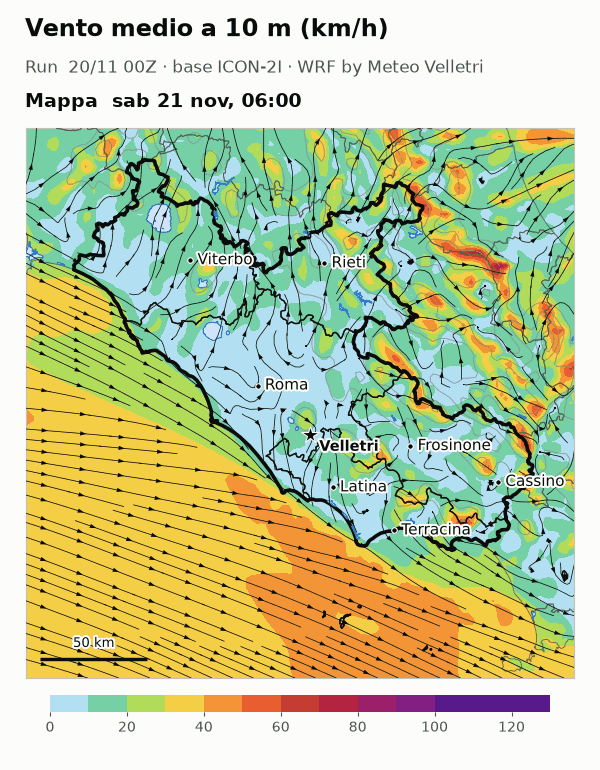 Vento medio a 10 m (km/h)
Run 20/11 00Z · base ICON-2I · WRF by Meteo Velletri
Mappa sab 21 nov, 06:00
Viterbo
Rieti
Roma
Velletri
Frosinone
Latina
Cassino
Terracina
50 km
0 20 40 60 80 100 120